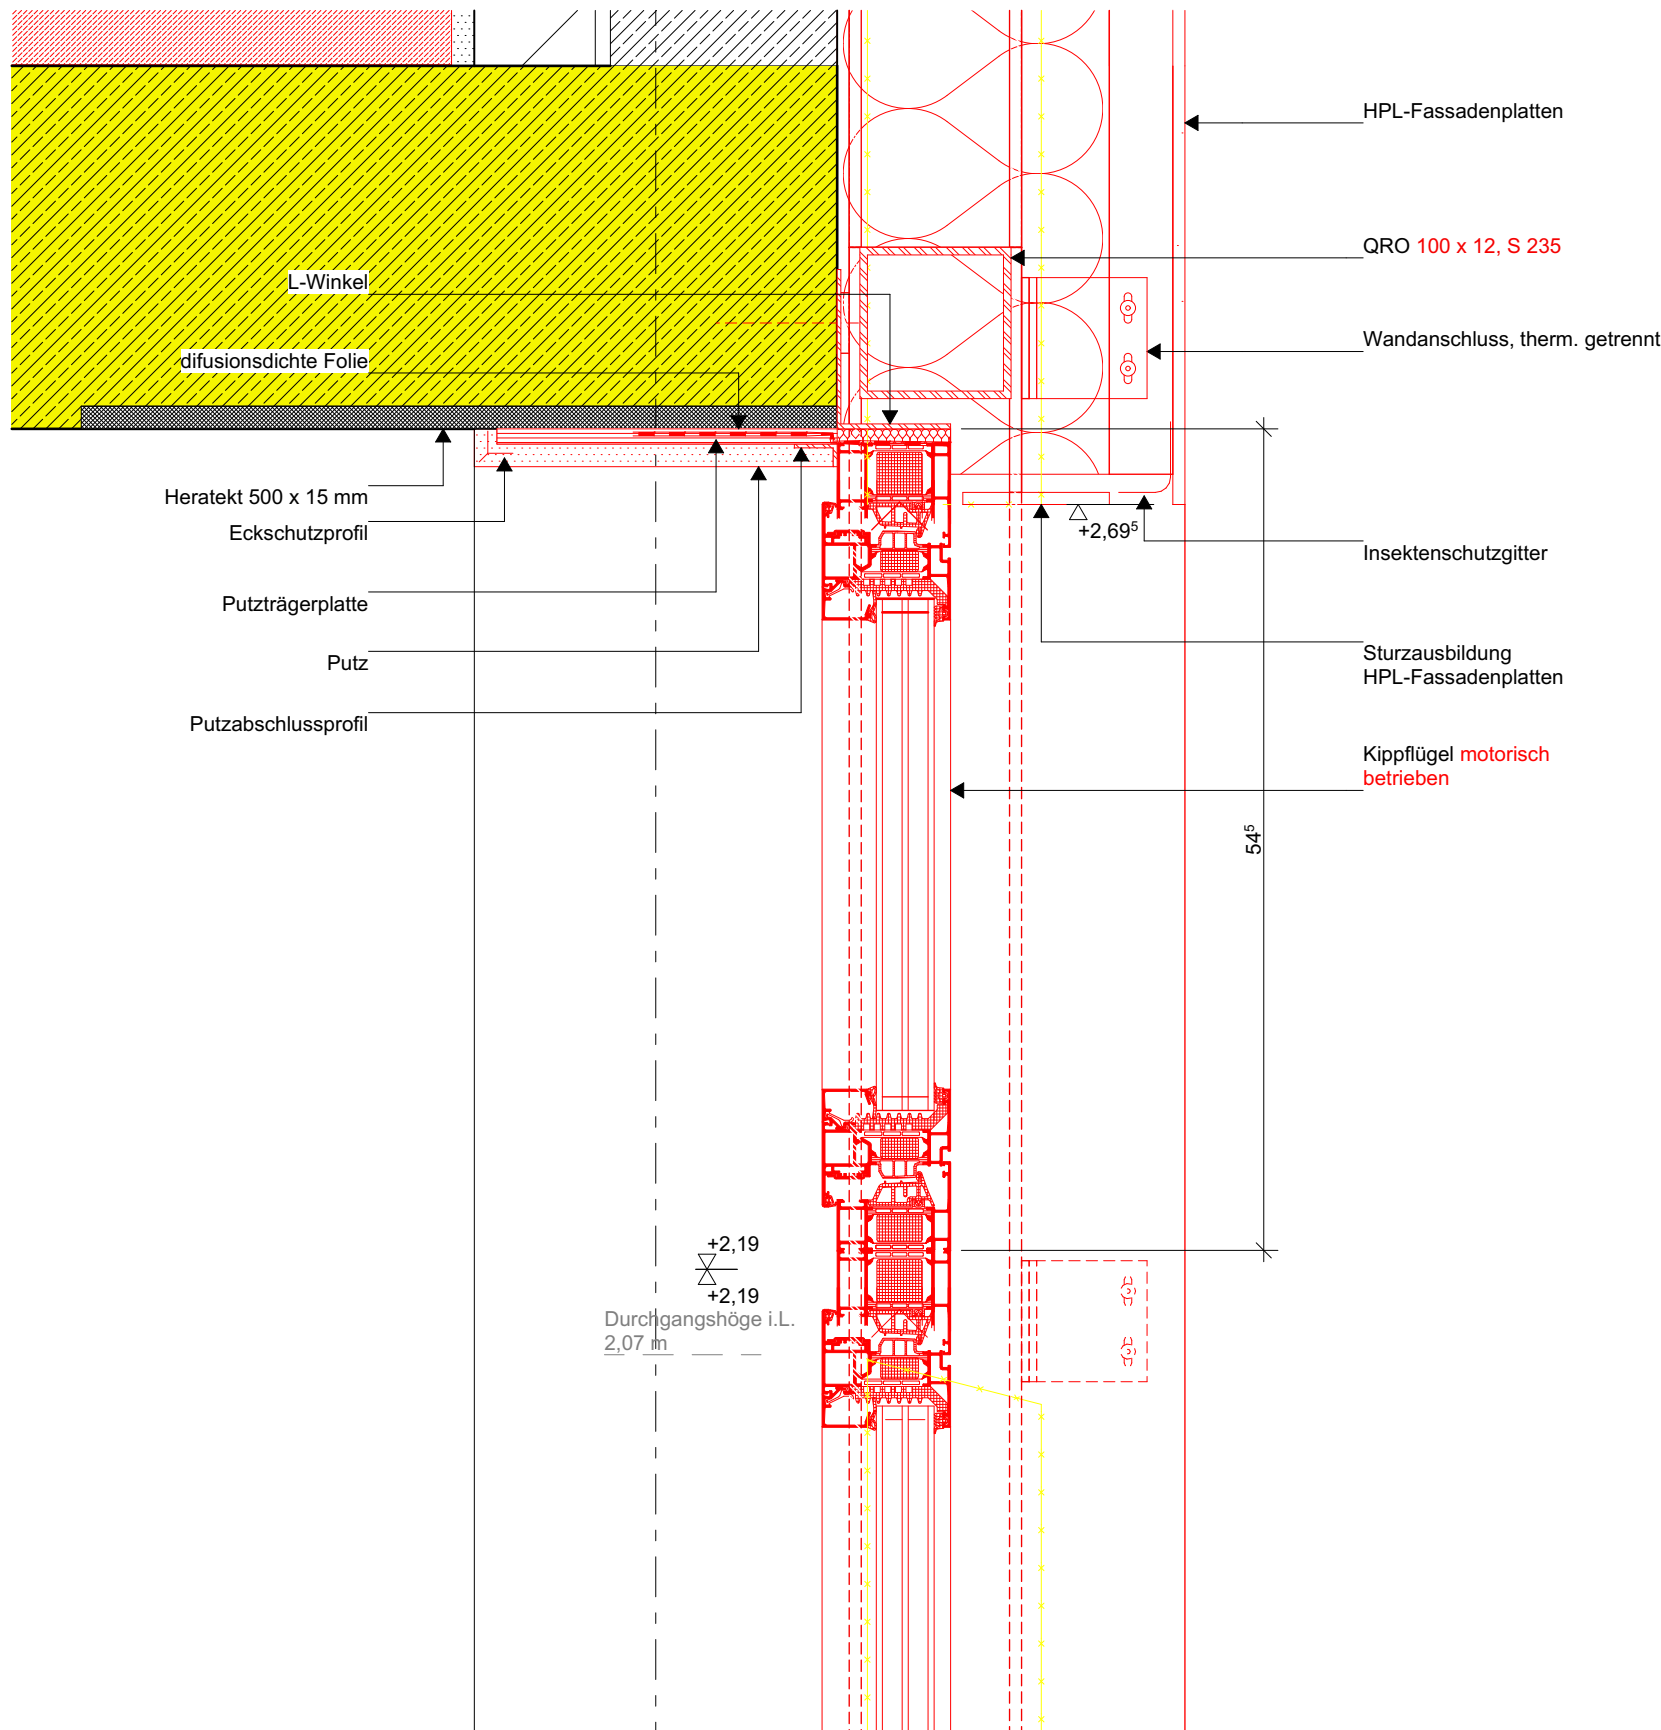 HPL-Fassadenplatten
QRO 100 x 12, S 235
L-Winkel
Wandanschluss, therm. getrennt
difusionsdichte Folie
Heratekt 500 x 15 mm
Eckschutzprofil
+2,69⁵
Insektenschutzgitter
Putzträgerplatte
Putz
Sturzausbildung
HPL-Fassadenplatten
Putzabschlussprofil
Kippflügel motorisch
betrieben
54⁵
+2,19
+2,19
Durchgangshöge i.L.
2,07 m